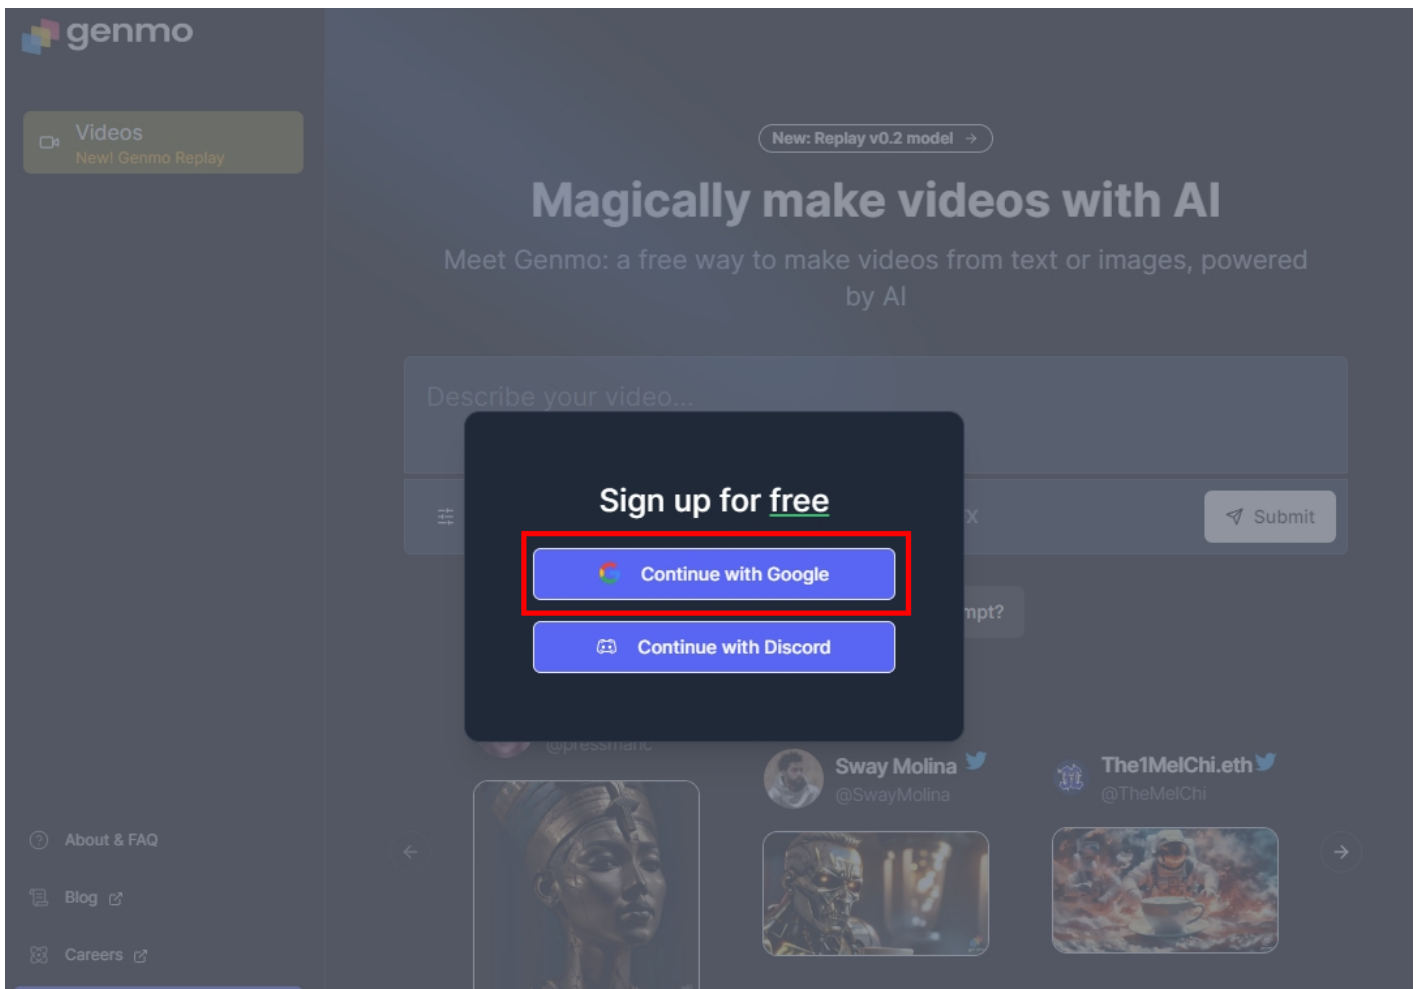 genmo
Videos
New! Genmo Replay
New: Replay v0.2 model →
Magically make videos with AI
Meet Genmo: a free way to make videos from text or images, powered
by AI
Describe your video...
Sign up for free
X
Submit
Continue with Google
mpt?
Continue with Discord
@pressmanc
Sway Molina
@SwayMolina
The1MelChi.eth
@TheMelChi
About & FAQ
Blog
Careers